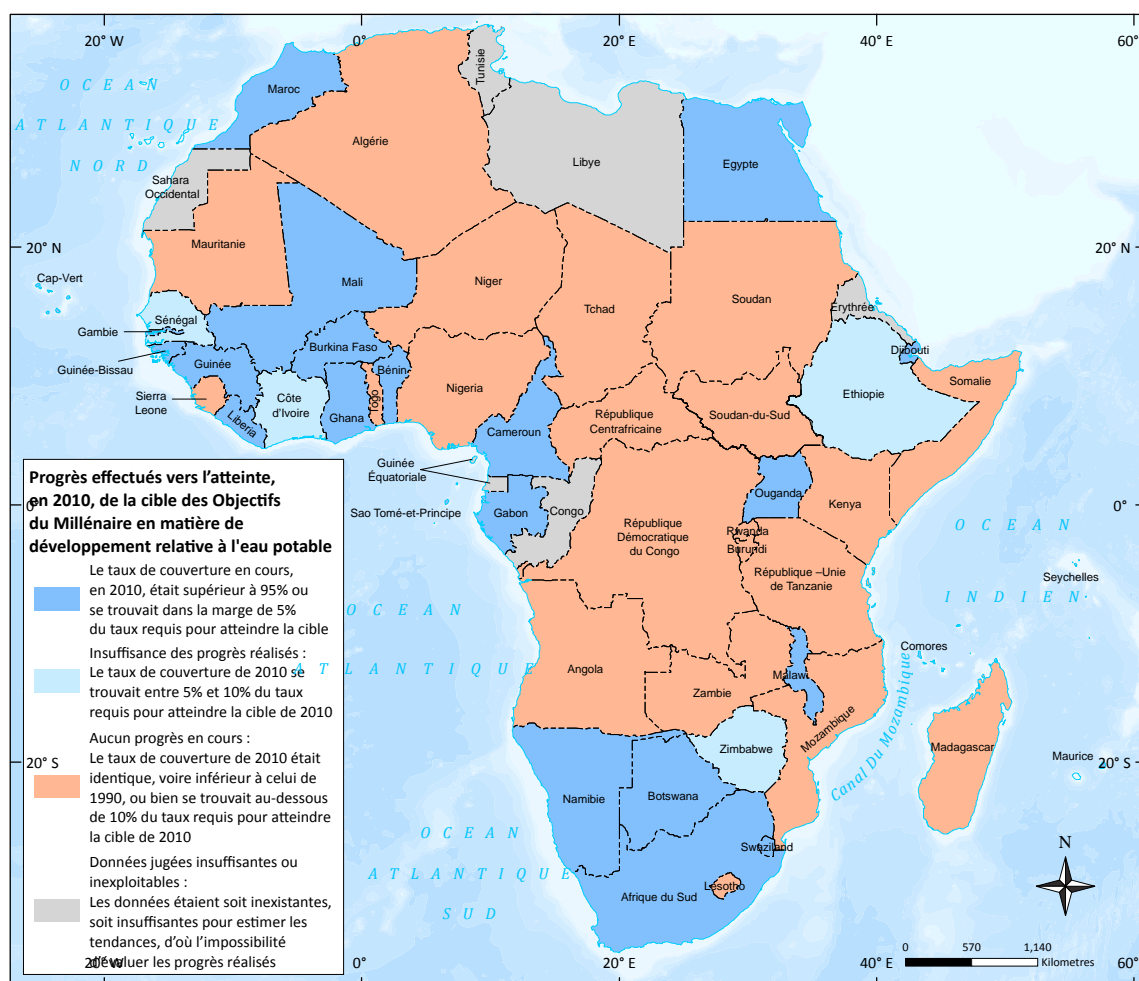 20° W
0°
20° E
40° E
60°
O C E A N
A T L A N T I Q U E
N O R D
Maroc
Tunisie
Algérie
Libye
Egypte
Sahara
Occidental
20° N
20° N
Mauritanie
Cap-Vert
Mali
Niger
Tchad
Soudan
Erythrée
Sénégal
Gambie
Guinée-Bissau
Guinée
Burkina Faso
Bénin
Djibouti
Sierra
Leone
Liberia
Côte
d'Ivoire
Ghana
Togo
Nigeria
Cameroun
République
Centrafricaine
Soudan-du-Sud
Ethiopie
Somalie
Guinée
Équatoriale
Sao Tomé-et-Principe
Gabon
Congo
République
Démocratique
du Congo
Ouganda
Kenya
Rwanda
Burundi
République –Unie
de Tanzanie
0°
0°
O C E A N
I N D I E N
Seychelles
Comores
O C E A N
A T L A N T I Q U E
Angola
Zambie
Malawi
Mozambique
Canal Du Mozambique
Madagascar
Maurice
Zimbabwe
Namibie
Botswana
20° S
O C E A N
A T L A N T I Q U E
S U D
Swaziland
Lésotho
Afrique du Sud
Progrès effectués vers l'atteinte,
en 2010, de la cible des Objectifs
du Millénaire en matière de
développement relative à l'eau potable
Le taux de couverture en cours,
en 2010, était supérieur à 95% ou
se trouvait dans la marge de 5%
du taux requis pour atteindre la cible
Insuffisance des progrès réalisés :
Le taux de couverture de 2010 se
trouvait entre 5% et 10% du taux
requis pour atteindre la cible de 2010
Aucun progrès en cours :
Le taux de couverture de 2010 était
identique, voire inférieur à celui de
1990, ou bien se trouvait au-dessous
de 10% du taux requis pour atteindre
la cible de 2010
Données jugées insuffisantes ou
inexploitables :
Les données étaient soit inexistantes,
soit insuffisantes pour estimer les
tendances, d'où l'impossibilité
d'évaluer les progrès réalisés
N
0 570 1,140
Kilometres
20° W
0°
20° E
40° E
60°